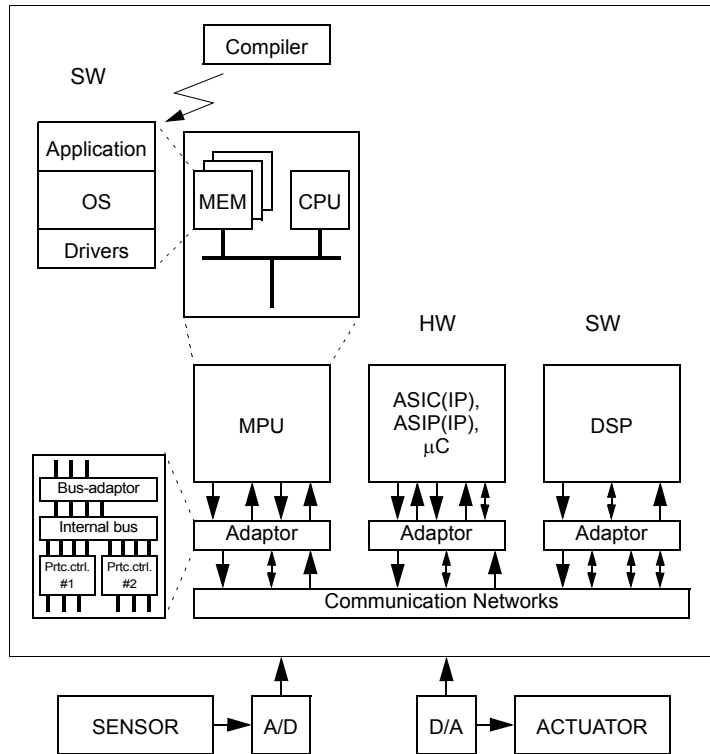 Compiler
SW
Application
OS
Drivers
MEM
CPU
HW
SW
MPU
ASIC(IP),
ASIP(IP),
μC
DSP
Bus-adaptor
Internal bus
Prtc.ctrl.
#1
Prtc.ctrl.
#2
Adaptor
Adaptor
Adaptor
Communication Networks
SENSOR
A/D
D/A
ACTUATOR